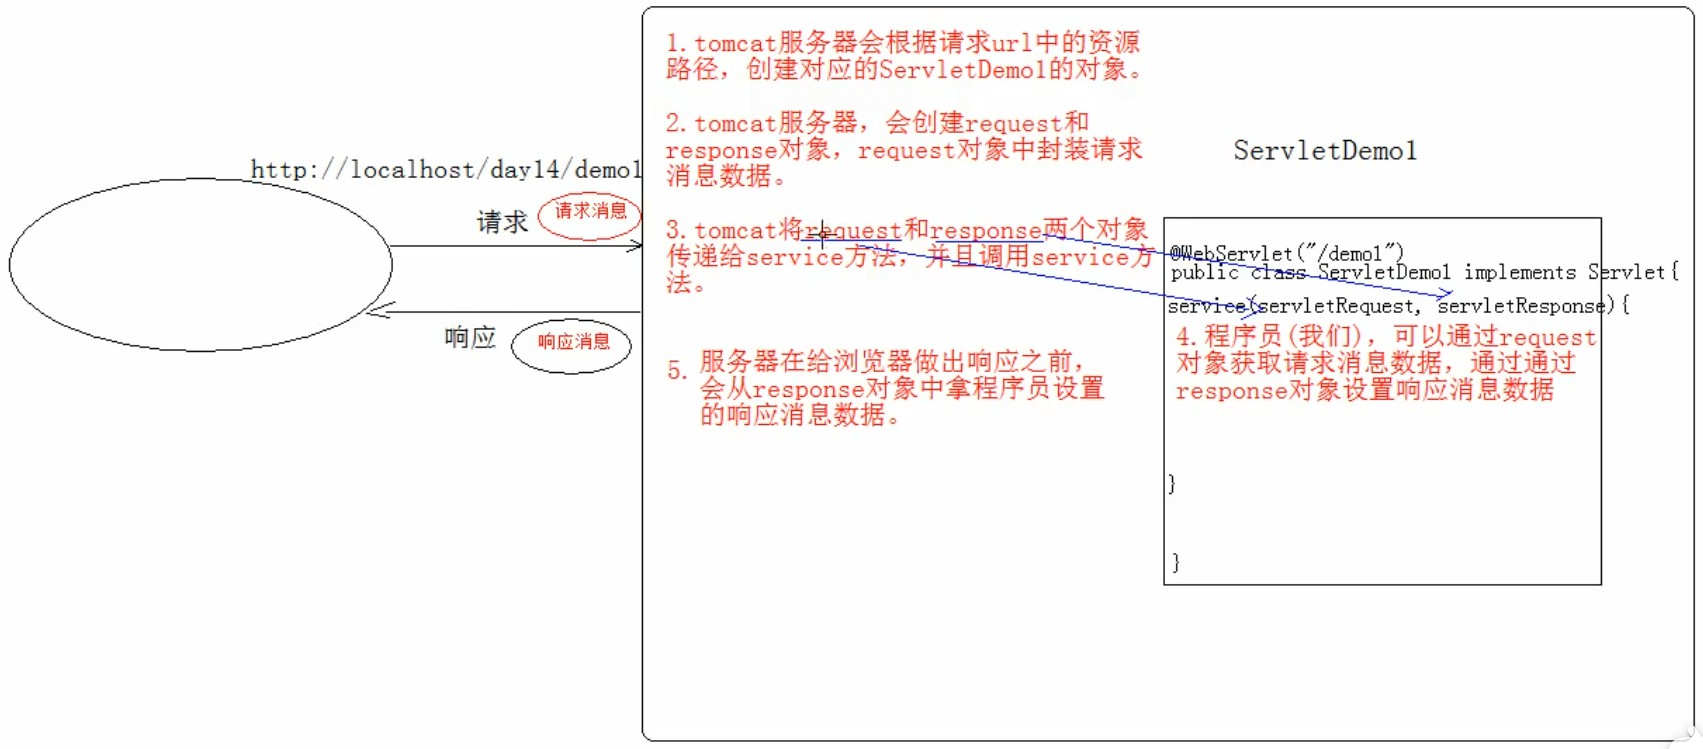 http://localhost/day14/demo1
请求
请求消息
响应
响应消息
1.tomcat服务器会根据请求url中的资源
路径，创建对应的ServletDemo1的对象。
2.tomcat服务器，会创建request和
response对象，request对象中封装请求
消息数据。
3.tomcat将request和response两个对象
传递给service方法，并且调用service方
法。
5. 服务器在给浏览器做出响应之前，
会从response对象中拿程序员设置
的响应消息数据。
ServletDemo1
@WebServlet("/demo1")
public class ServletDemo1 implements Servlet{
service(servletRequest, servletResponse){
4.程序员(我们)，可以通过request
对象获取请求消息数据，通过通过
response对象设置响应消息数据
}
}